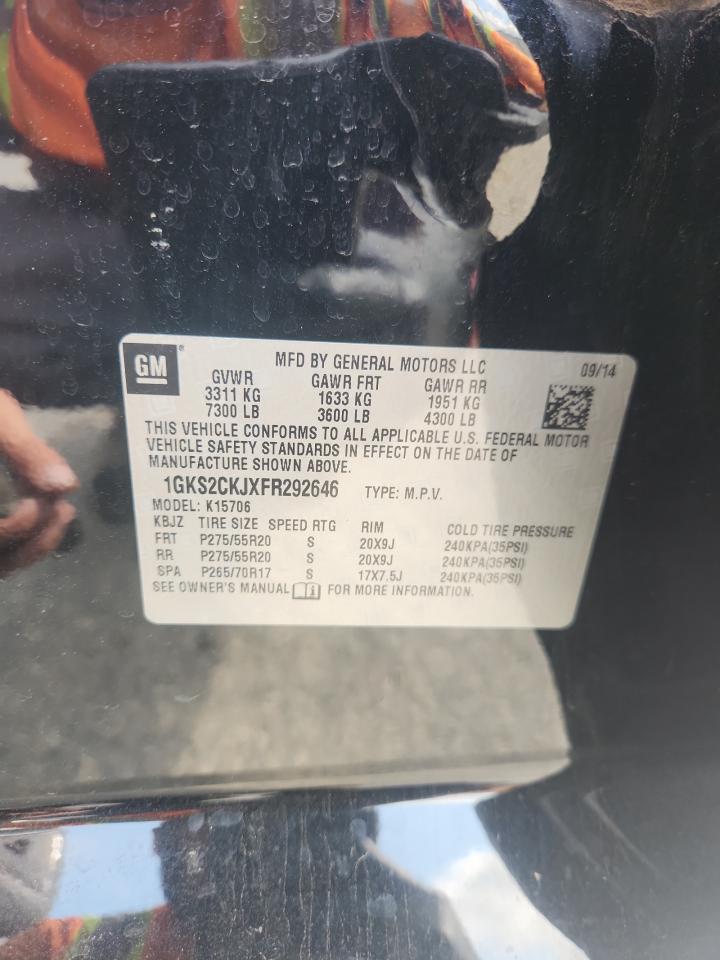 GM
MFD BY GENERAL MOTORS LLC 09/14
GVWR GAWR FRT GAWR RR
3311 KG 1633 KG 1951 KG
7300 LB 3600 LB 4300 LB
THIS VEHICLE CONFORMS TO ALL APPLICABLE U.S. FEDERAL MOTOR
VEHICLE SAFETY STANDARDS IN EFFECT ON THE DATE OF
MANUFACTURE SHOWN ABOVE.
1GKS2CKJXFR292646 TYPE: M.P.V.
MODEL: K15706
KBJZ TIRE SIZE SPEED RTG RIM COLD TIRE PRESSURE
FRT P275/55R20 S 20X9J 240KPA(35PSI)
RR P275/55R20 S 20X9J 240KPA(35PSI)
SPA P265/70R17 S 17X7.5J 240KPA(35PSI)
SEE OWNER'S MANUAL FOR MORE INFORMATION.